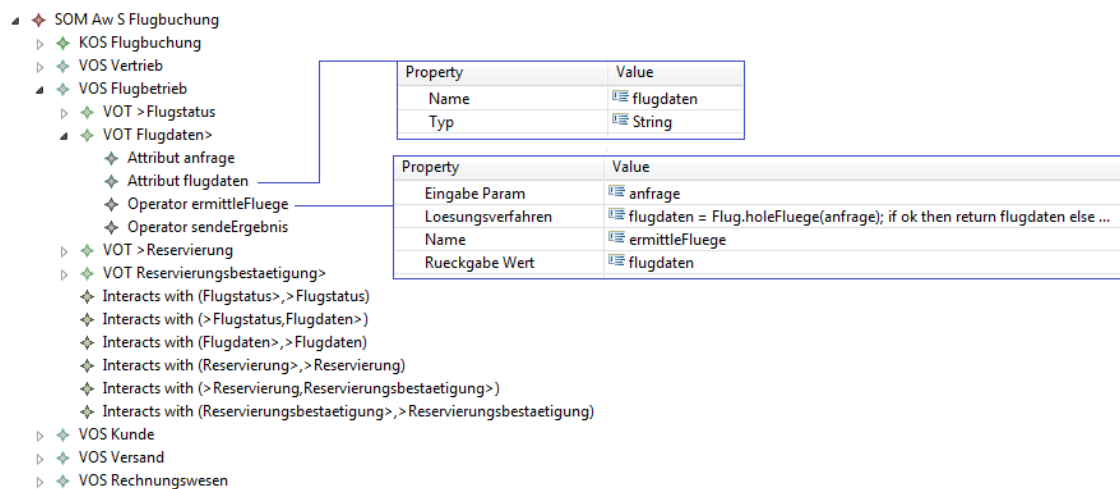 SOM Aw S Flugbuchung
KOS Flugbuchung
VOS Vertrieb
VOS Flugbetrieb
VOT >Flugstatus
VOT Flugdaten>
Attribut anfrage
Attribut flugdaten
Operator ermittleFluege
Operator sendeErgebnis
VOT >Reservierung
VOT Reservierungsbestaetigung>
Interacts with (Flugstatus>,>Flugstatus)
Interacts with (>Flugstatus,Flugdaten>)
Interacts with (Flugdaten>,>Flugdaten)
Interacts with (Reservierung>,>Reservierung)
Interacts with (>Reservierung,Reservierungsbestaetigung>)
Interacts with (Reservierungsbestaetigung>,>Reservierungsbestaetigung)
VOS Kunde
VOS Versand
VOS Rechnungswesen
Property Value
Name flugdaten
Typ String
Property Value
Eingabe Param anfrage
Loesungsverfahren flugdaten = Flug.holeFluege(anfrage); if ok then return flugdaten else ...
Name ermittleFluege
Rueckgabe Wert flugdaten